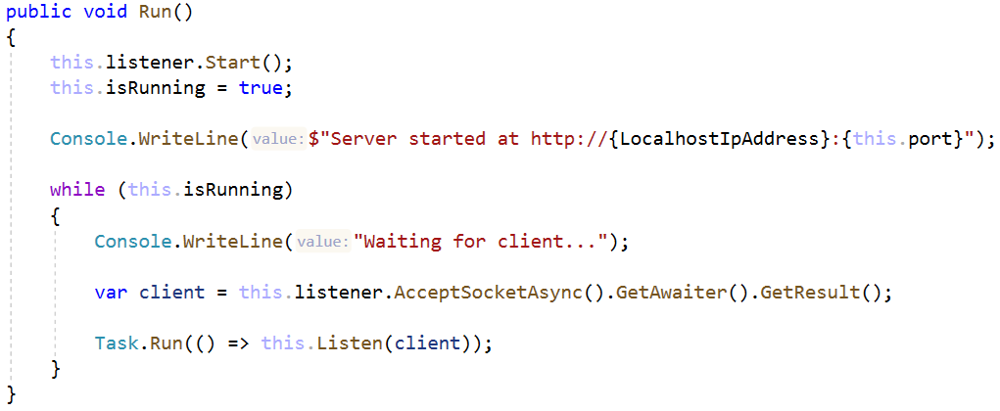 public void Run()
{
    this.listener.Start();
    this.isRunning = true;

    Console.WriteLine(value: $"Server started at http://{LocalhostIpAddress}:{this.port}");

    while (this.isRunning)
    {
        Console.WriteLine(value: "Waiting for client...");

        var client = this.listener.AcceptSocketAsync().GetAwaiter().GetResult();

        Task.Run(() => this.Listen(client));
    }
}